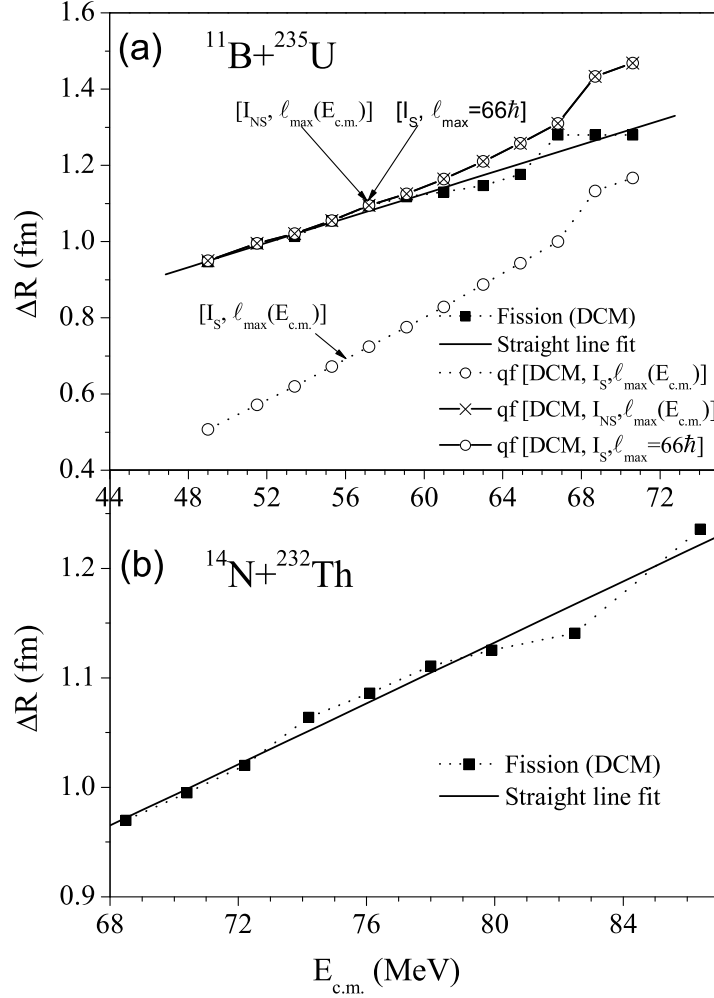 (a) ¹¹B+²³⁵U
[I_NS, ℓ_max(E_c.m.)] [I_S, ℓ_max=66ħ]
[I_S, ℓ_max(E_c.m.)]
Fission (DCM)
Straight line fit
qf [DCM, I_S,ℓ_max(E_c.m.)]
qf [DCM, I_NS,ℓ_max(E_c.m.)]
qf [DCM, I_S,ℓ_max=66ħ]
ΔR (fm)
1.6
1.4
1.2
1.0
0.8
0.6
0.4
44 48 52 56 60 64 68 72
(b) ¹⁴N+²³²Th
Fission (DCM)
Straight line fit
ΔR (fm)
1.2
1.1
1.0
0.9
68 72 76 80 84
E_c.m. (MeV)